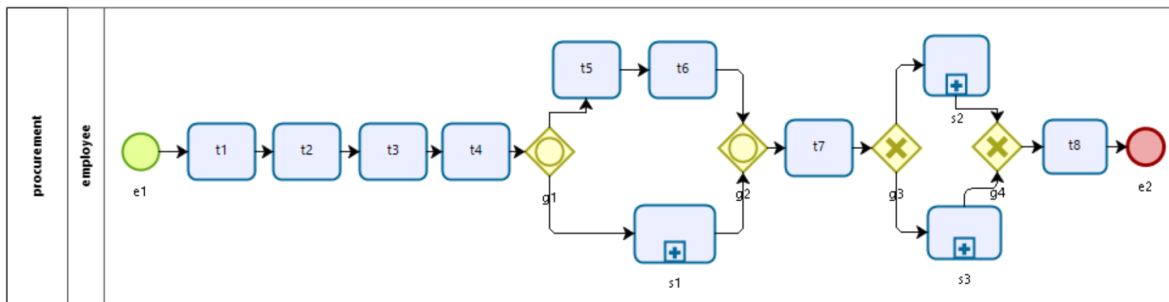 procurement
employee
e1
t1
t2
t3
t4
g1
t5
t6
s1
g2
t7
g3
s2
s3
g4
t8
e2